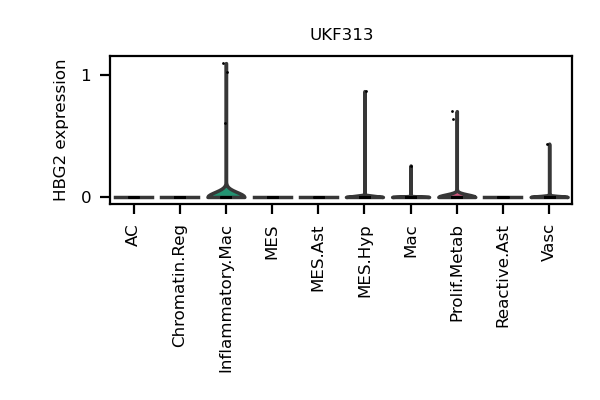 UKF313
HBG2 expression
1
0
AC
Chromatin.Reg
Inflammatory.Mac
MES
MES.Ast
MES.Hyp
Mac
Prolif.Metab
Reactive.Ast
Vasc